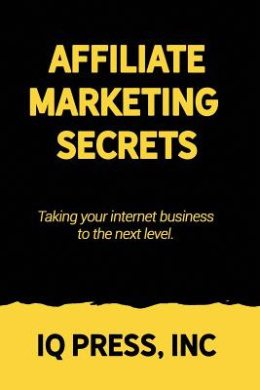 AFFILIATE
MARKETING
SECRETS
Taking your internet business
to the next level.
IQ PRESS, INC